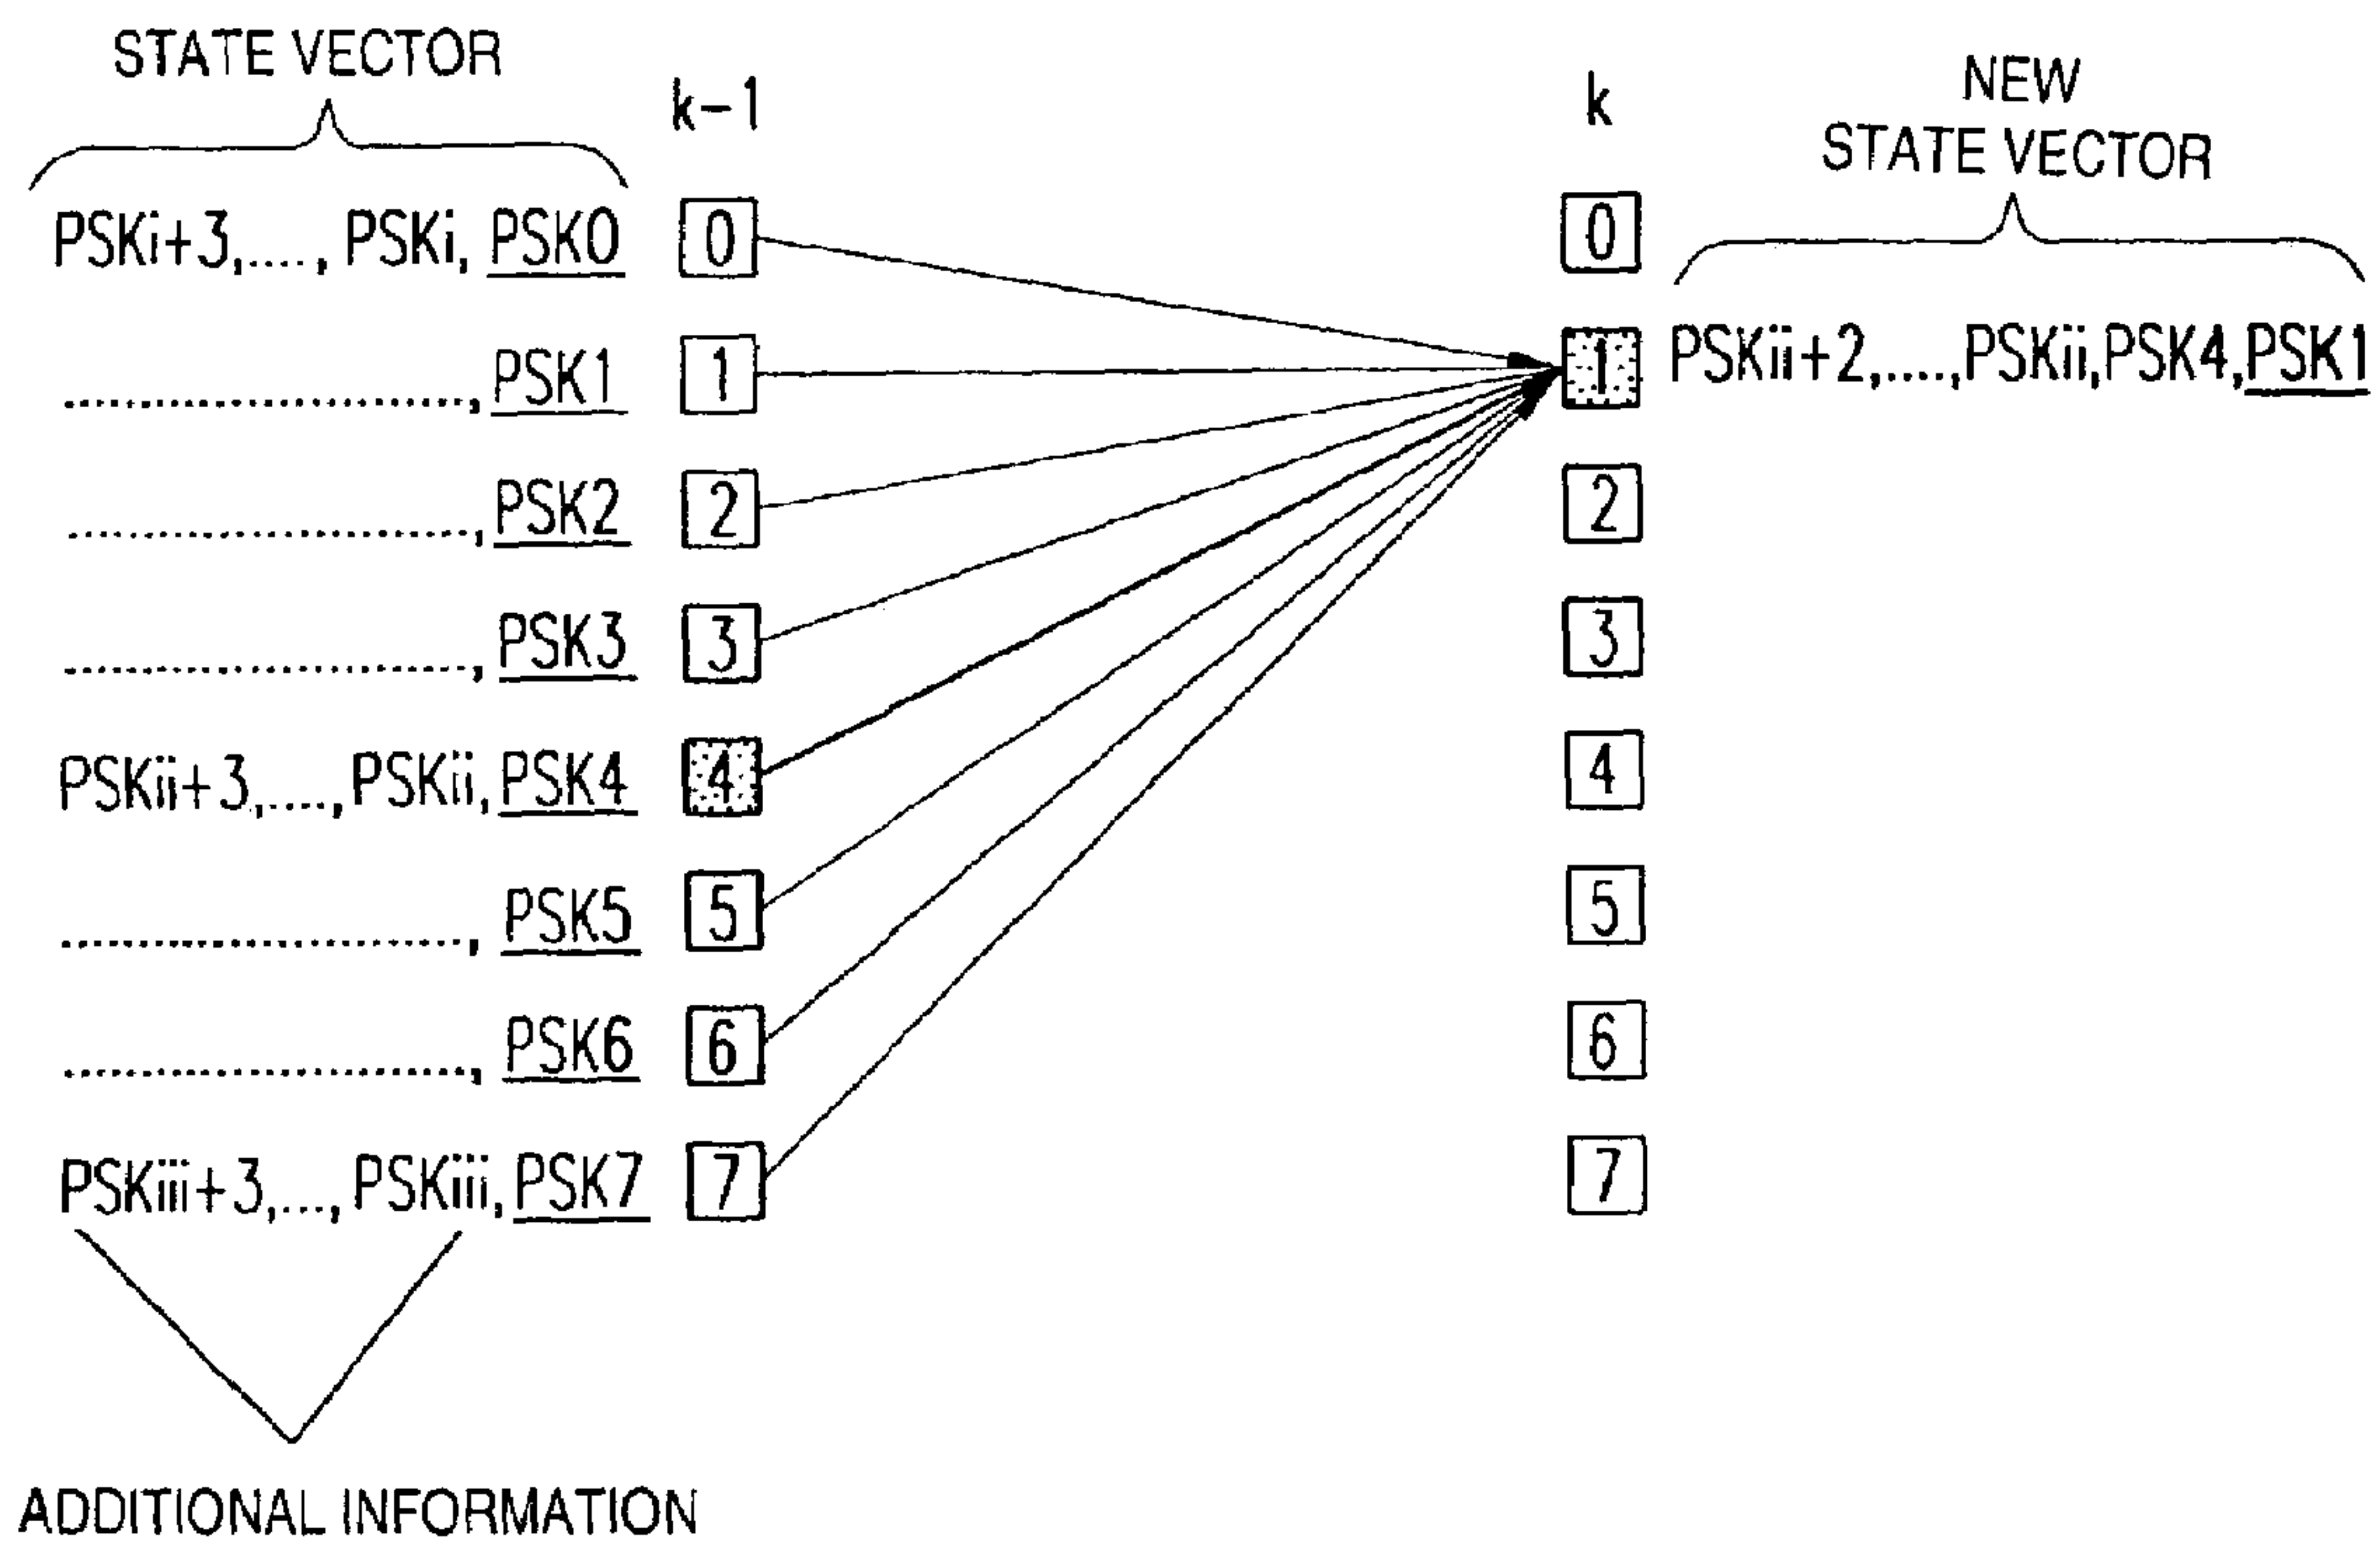 STATE VECTOR
k-1
k
NEW
STATE VECTOR
PSKi+3,...., PSKi, PSK0 0 0
...................., PSK1 1 1 PSKii+2,....,PSKii,PSK4,PSK1
...................., PSK2 2 2
...................., PSK3 3 3
PSKii+3,....,PSKii, PSK4 4 4
...................., PSK5 5 5
...................., PSK6 6 6
PSKiii+3,..., PSKiii, PSK7 7 7
ADDITIONAL INFORMATION